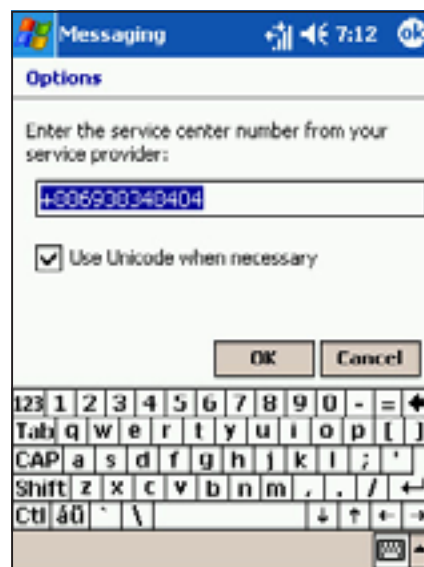 Messaging 7:12 ok
Options
Enter the service center number from your
service provider:
Use Unicode when necessary
OK Cancel
123 1 2 3 4 5 6 7 8 9 0 - =
Tab q w e r t y u i o p [ ]
CAP a s d f g h j k l ; '
Shift z x c v b n m , . /
Ctl áü ` \